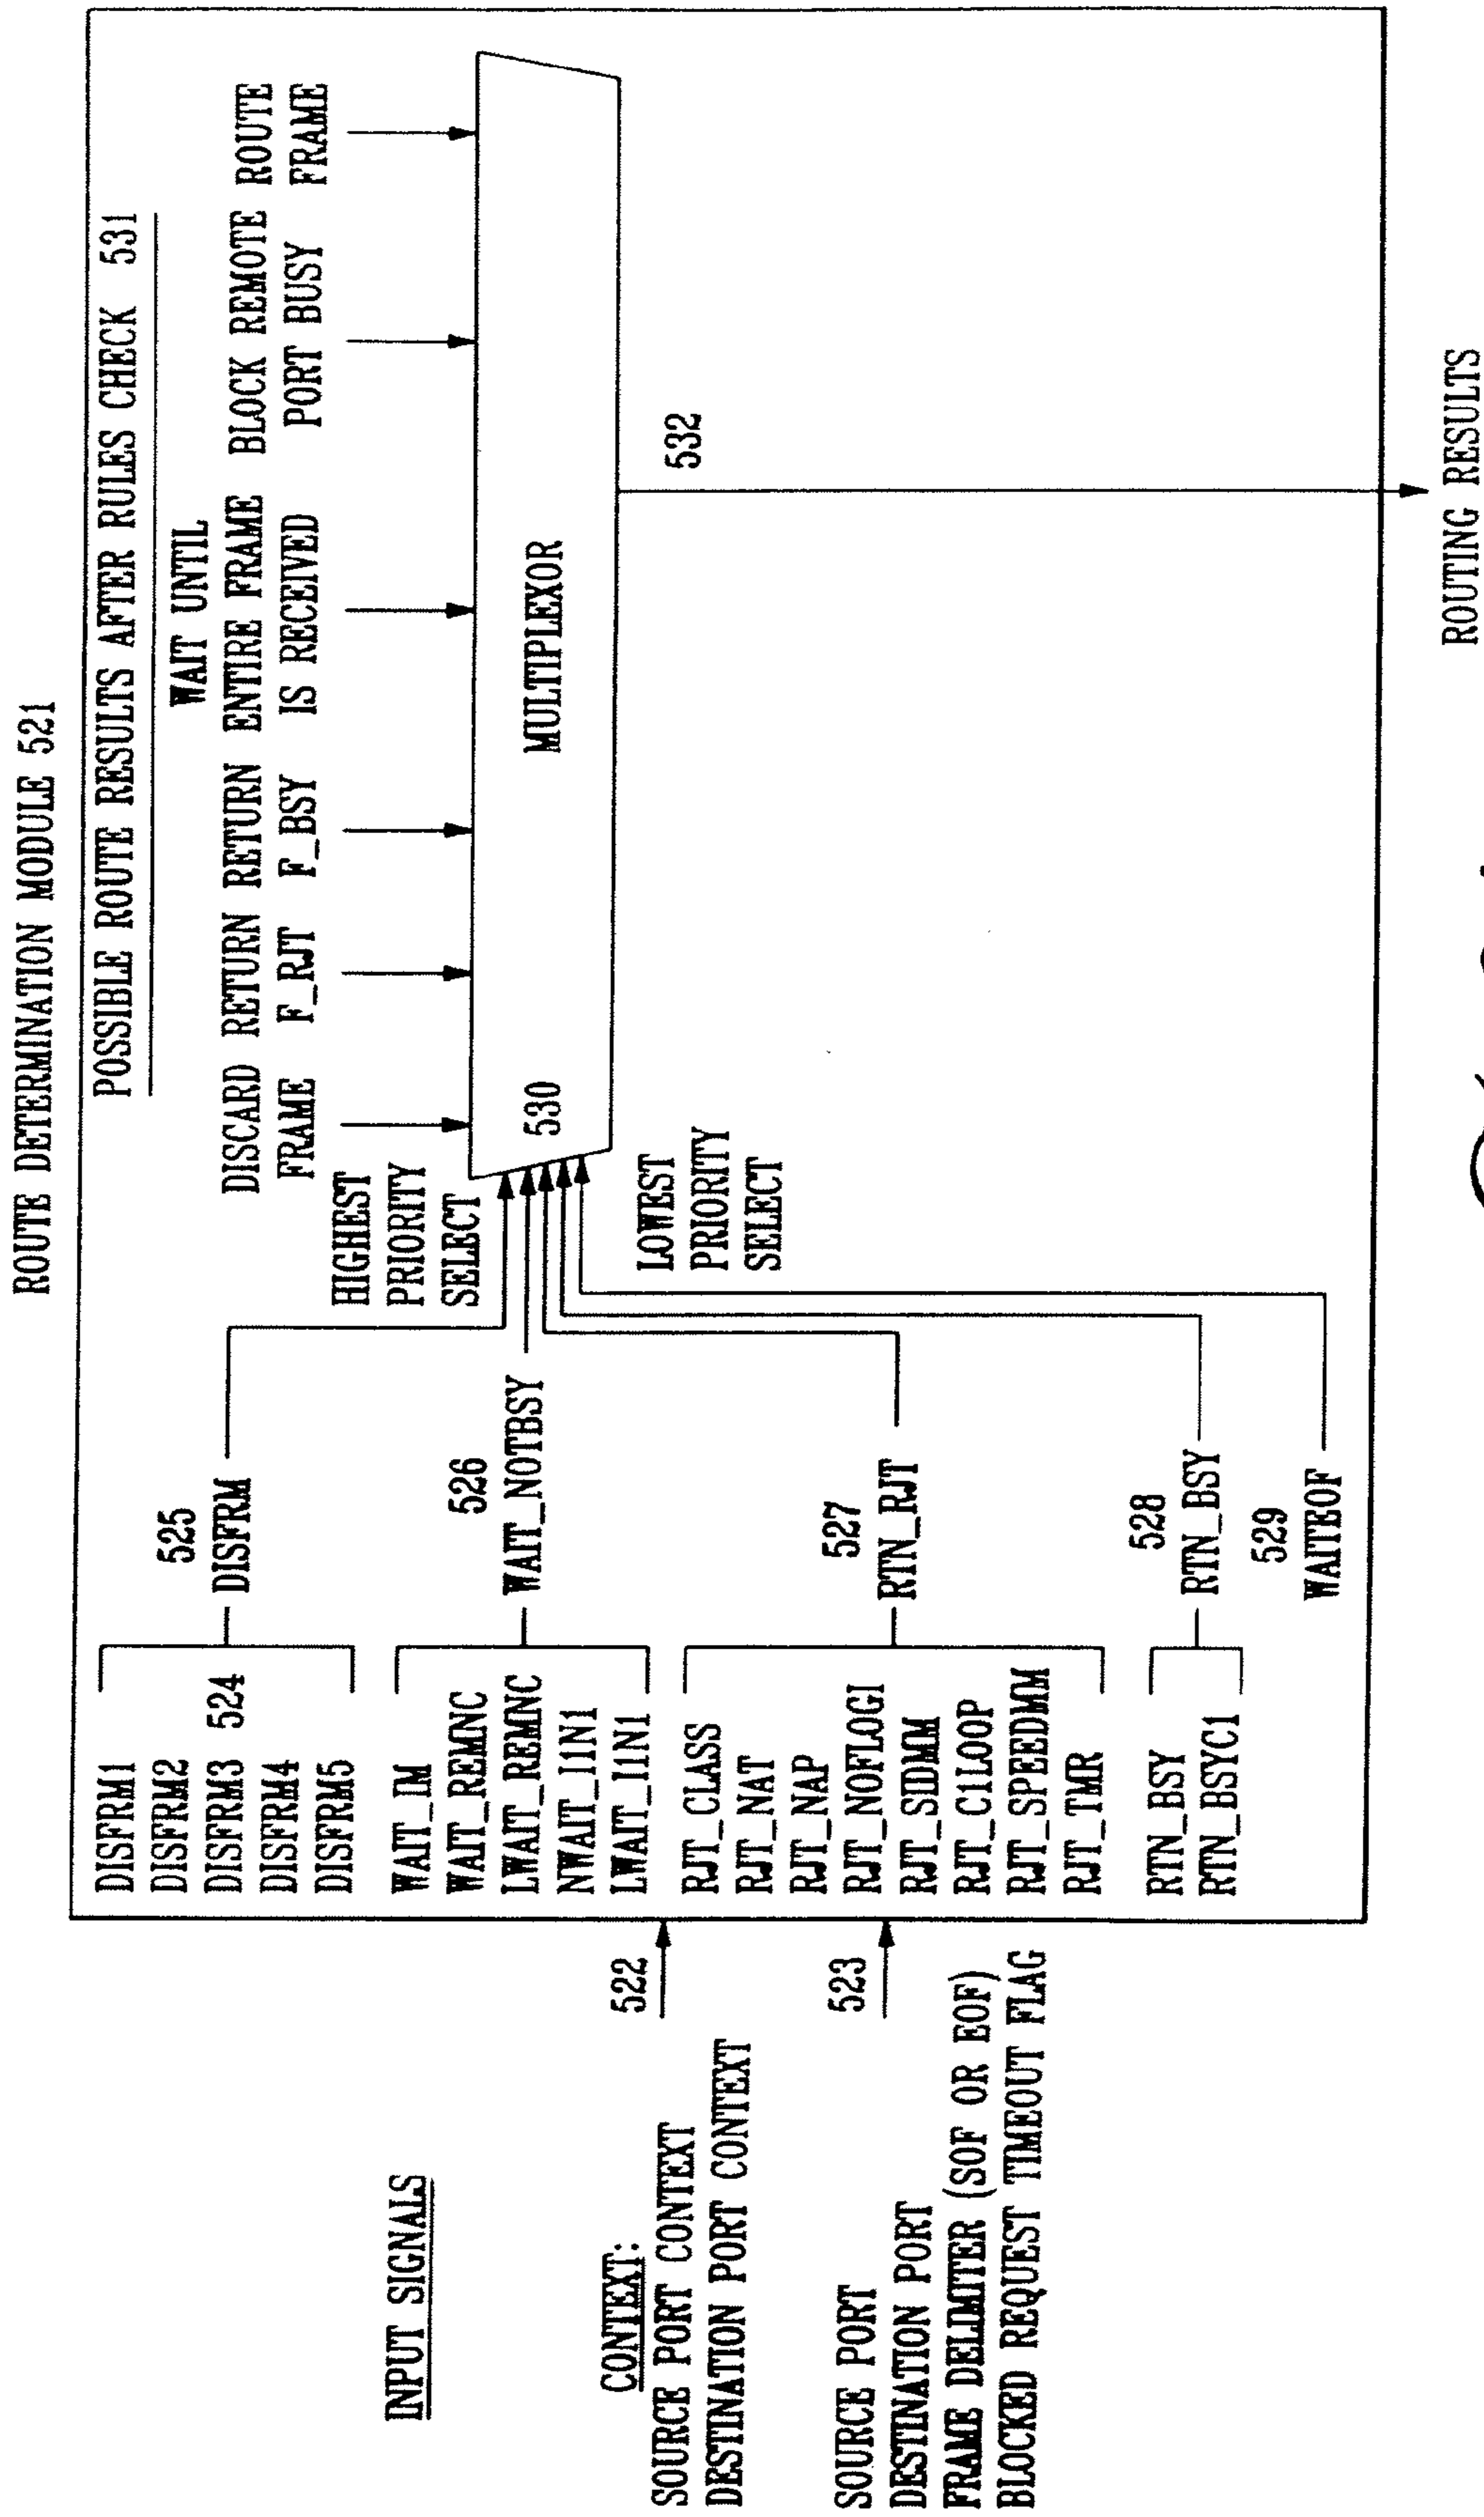 ROUTE DETERMINATION MODULE 521
POSSIBLE ROUTE RESULTS AFTER RULES CHECK 531
DISCARD
FRAME
RETURN
F_RJT
RETURN
F_BSY
WAIT UNTIL
ENTIRE FRAME
IS RECEIVED
BLOCK REMOTE
PORT BUSY
ROUTE
FRAME
HIGHEST
PRIORITY
SELECT
530
MULTIPLEXOR
LOWEST
PRIORITY
SELECT
532
ROUTING RESULTS
INPUT SIGNALS
CONTEXT:
SOURCE PORT CONTEXT
DESTINATION PORT CONTEXT
522
SOURCE PORT
DESTINATION PORT
FRAME DELIMITER (SOF OR EOF)
BLOCKED REQUEST TIMEOUT FLAG
523
DISFRM1
DISFRM2
DISFRM3 524
DISFRM4
DISFRM5
525
DISFRM
WAIT_IM
WAIT_REMNC
LWAIT_REMNC
NWAIT_I1N1
LWAIT_I1N1
526
WAIT_NOTBSY
RJT_CLASS
RJT_NAT
RJT_NAP
RJT_NOFLOGI
RJT_SIDMM
RJT_C1LOOP
RJT_SPEEDMM
RJT_TMR
527
RTN_RJT
RTN_BSY
RTN_BSYC1
528
RTN_BSY
529
WAITEOF